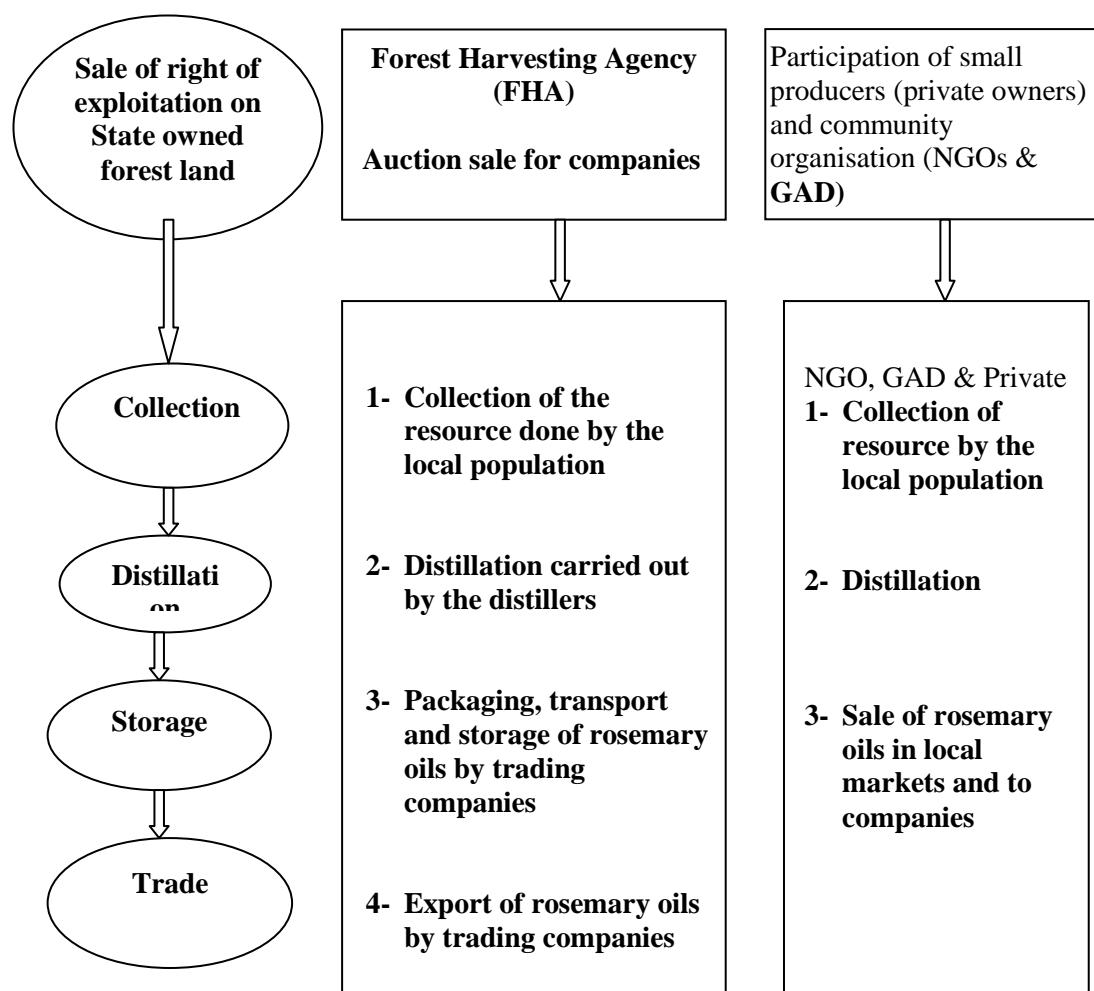 Sale of right of
exploitation on
State owned
forest land
Collection
Distillati
on
Storage
Trade
Forest Harvesting Agency
(FHA)
Auction sale for companies
1- Collection of the
resource done by the
local population
2- Distillation carried out
by the distillers
3- Packaging, transport
and storage of rosemary
oils by trading
companies
4- Export of rosemary oils
by trading companies
Participation of small
producers (private owners)
and community
organisation (NGOs &
GAD)
NGO, GAD & Private
1- Collection of
resource by the
local population
2- Distillation
3- Sale of rosemary
oils in local
markets and to
companies